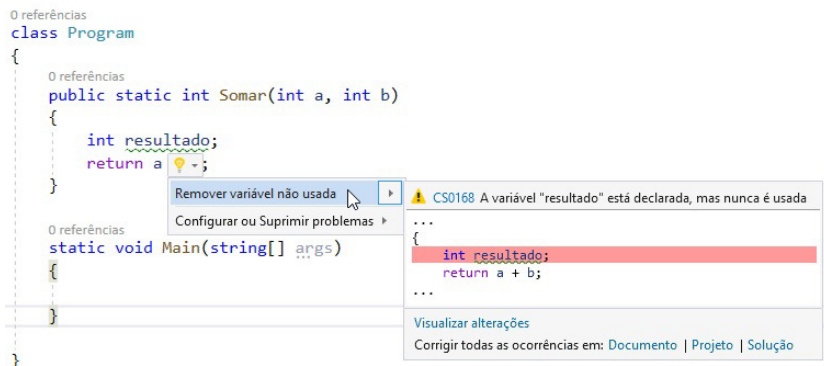 0 referências
class Program
{
0 referências
public static int Somar(int a, int b)
{
int resultado;
return a ;
}
Remover variável não usada
Configurar ou Suprimir problemas
CS0168 A variável "resultado" está declarada, mas nunca é usada
...
{
int resultado;
return a + b;
...
Visualizar alterações
Corrigir todas as ocorrências em: Documento | Projeto | Solução
0 referências
static void Main(string[] args)
{
}
}